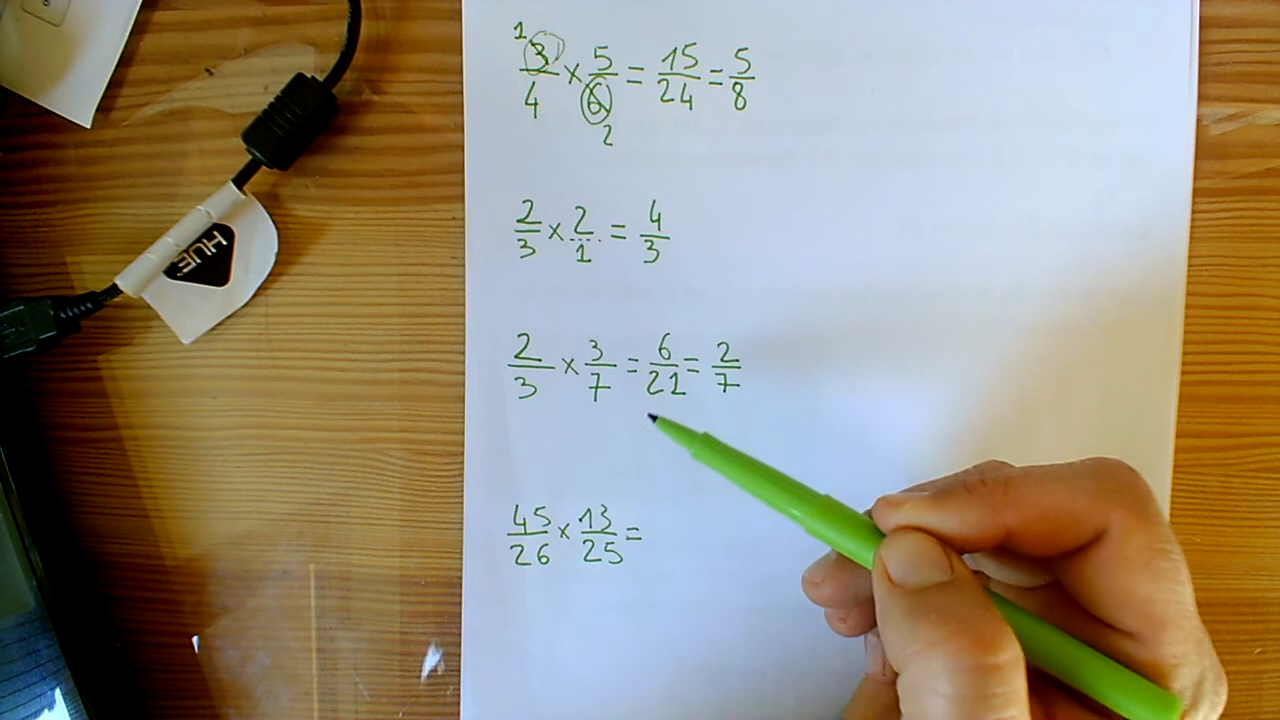 1
3/4 × 5/6 = 15/24 = 5/8
2
2/3 × 2/1 = 4/3
2/3 × 3/7 = 6/21 = 2/7
45/26 × 13/25 =
HUE